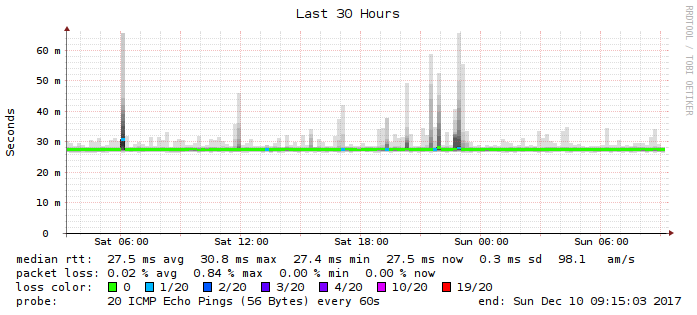 Last 30 Hours
RRDTOOL / TOBI OETIKER
Seconds
60 m
50 m
40 m
30 m
20 m
10 m
0
Sat 06:00 Sat 12:00 Sat 18:00 Sun 00:00 Sun 06:00
median rtt: 27.5 ms avg 30.8 ms max 27.4 ms min 27.5 ms now 0.3 ms sd 98.1 am/s
packet loss: 0.02 % avg 0.84 % max 0.00 % min 0.00 % now
loss color: 0 1/20 2/20 3/20 4/20 10/20 19/20
probe: 20 ICMP Echo Pings (56 Bytes) every 60s end: Sun Dec 10 09:15:03 2017